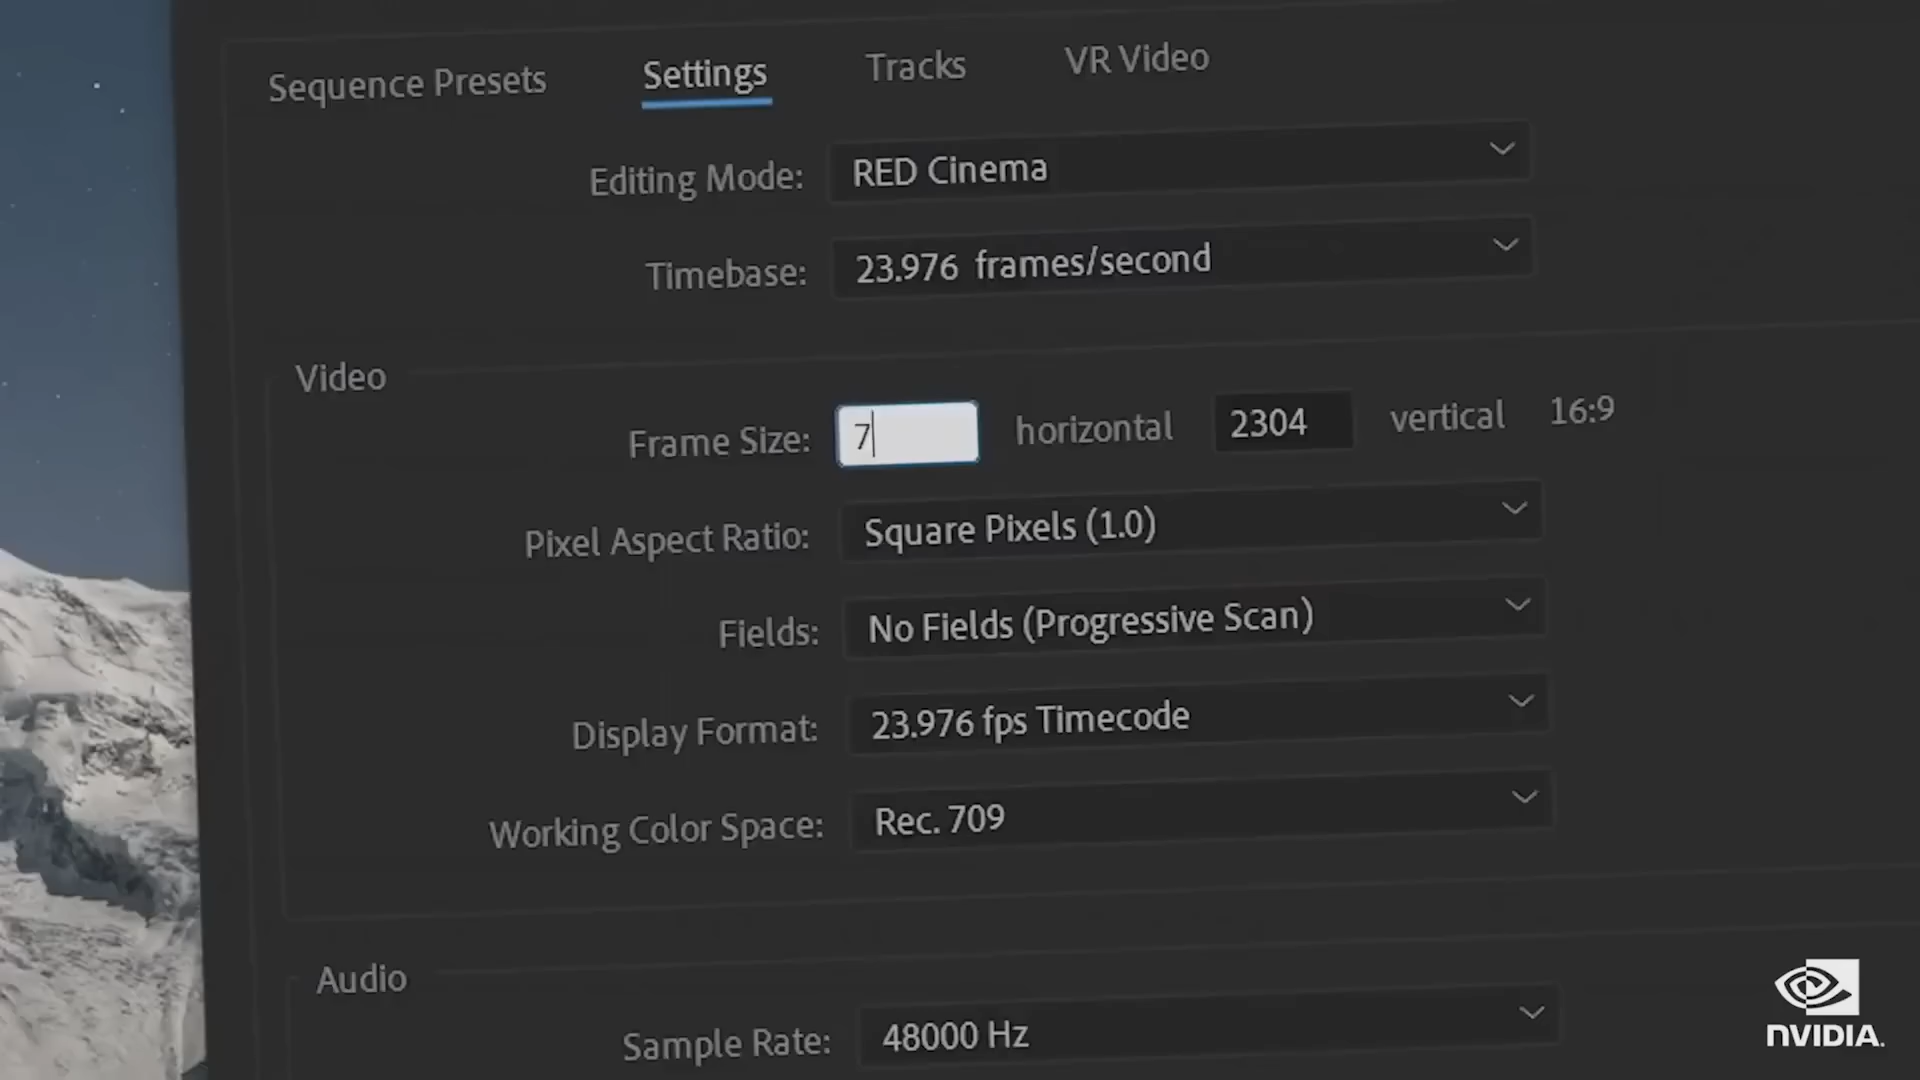 Sequence Presets Settings Tracks VR Video
Editing Mode: RED Cinema
Timebase: 23.976 frames/second
Video
Frame Size: 7 horizontal 2304 vertical 16:9
Pixel Aspect Ratio: Square Pixels (1.0)
Fields: No Fields (Progressive Scan)
Display Format: 23.976 fps Timecode
Working Color Space: Rec. 709
Audio
Sample Rate: 48000 Hz
NVIDIA.